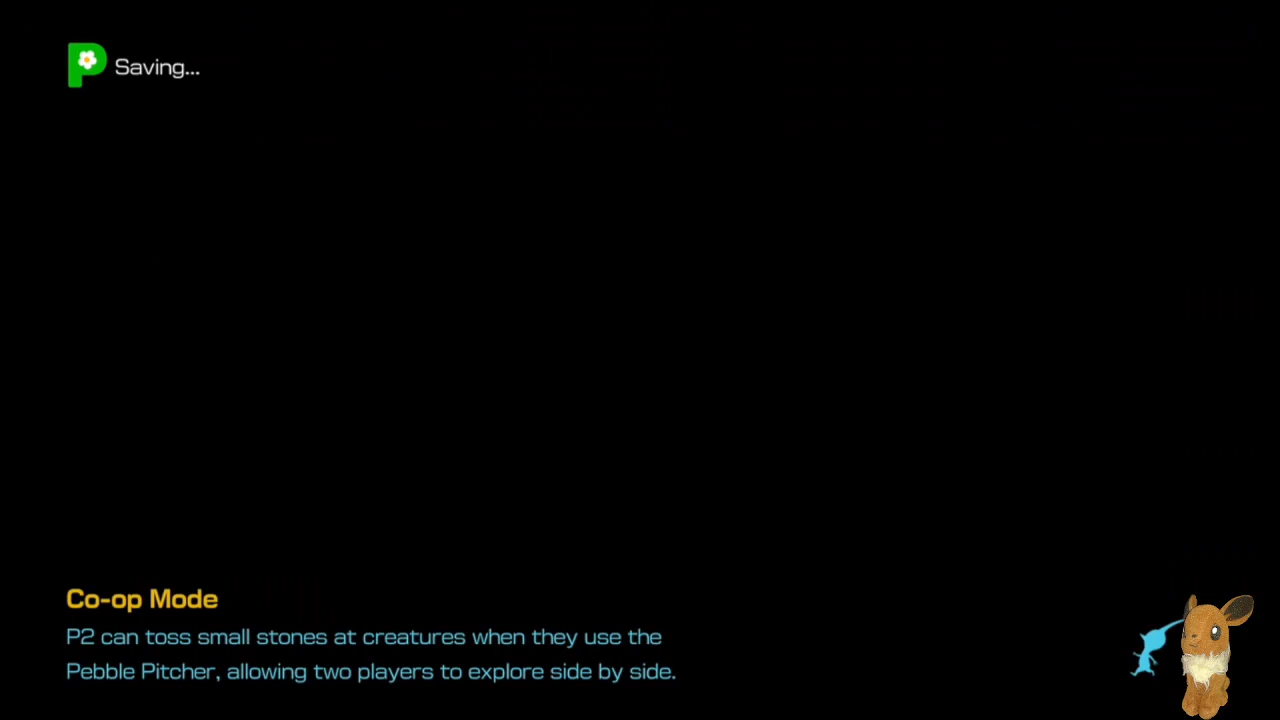 Saving...
Co-op Mode
P2 can toss small stones at creatures when they use the
Pebble Pitcher, allowing two players to explore side by side.